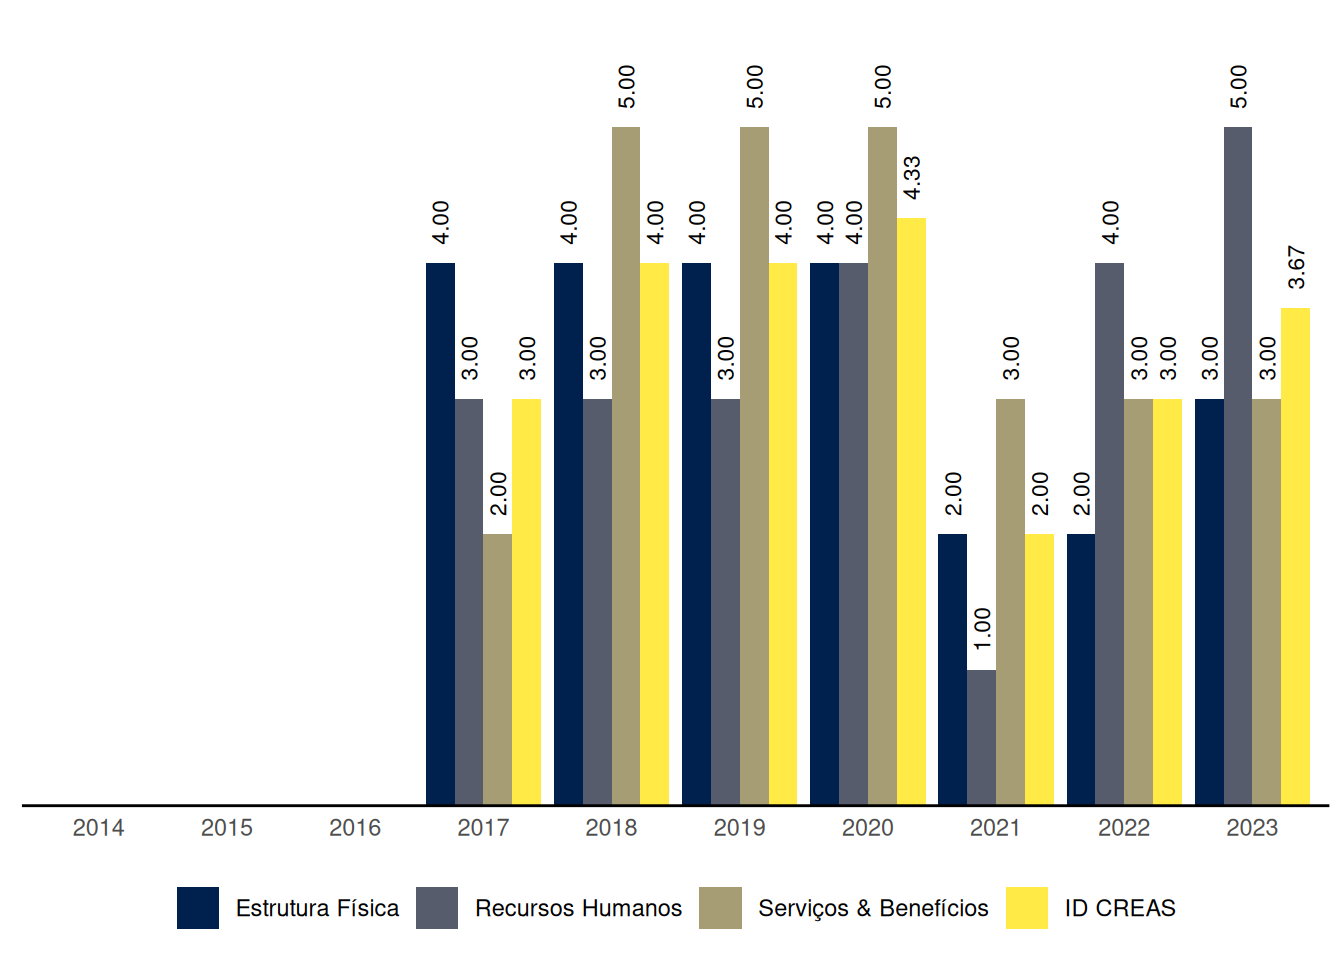 5.00 5.00 5.00 5.00
4.33
4.00 4.00 4.00 4.00 4.00 4.00 4.00 4.00
3.67
3.00 3.00 3.00 3.00 3.00 3.00 3.00 3.00 3.00
2.00 2.00 2.00 2.00
1.00
2014 2015 2016 2017 2018 2019 2020 2021 2022 2023
Estrutura Física Recursos Humanos Serviços & Benefícios ID CREAS